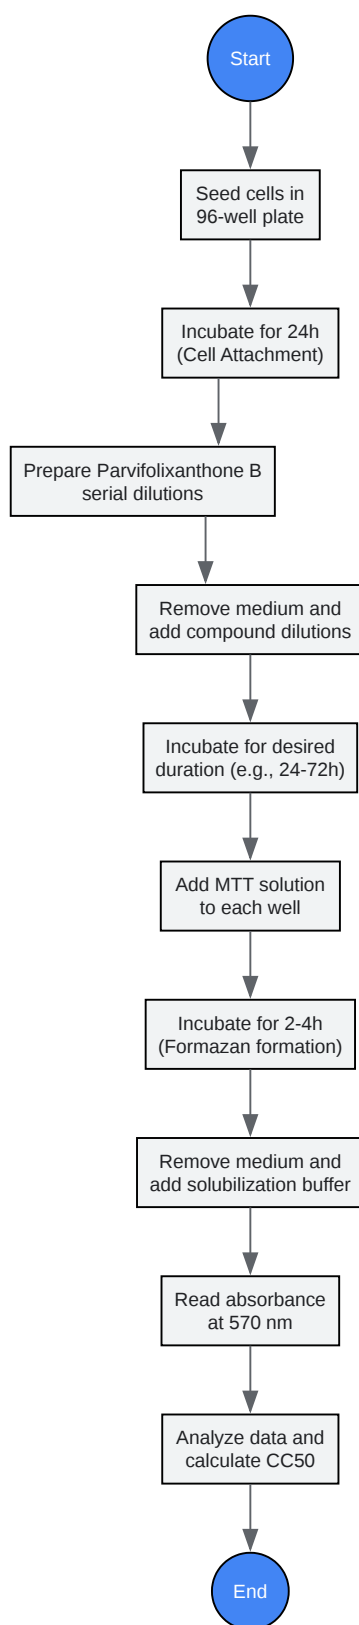 Start
Seed cells in
96-well plate
Incubate for 24h
(Cell Attachment)
Prepare Parvifolixanthone B
serial dilutions
Remove medium and
add compound dilutions
Incubate for desired
duration (e.g., 24-72h)
Add MTT solution
to each well
Incubate for 2-4h
(Formazan formation)
Remove medium and
add solubilization buffer
Read absorbance
at 570 nm
Analyze data and
calculate CC50
End